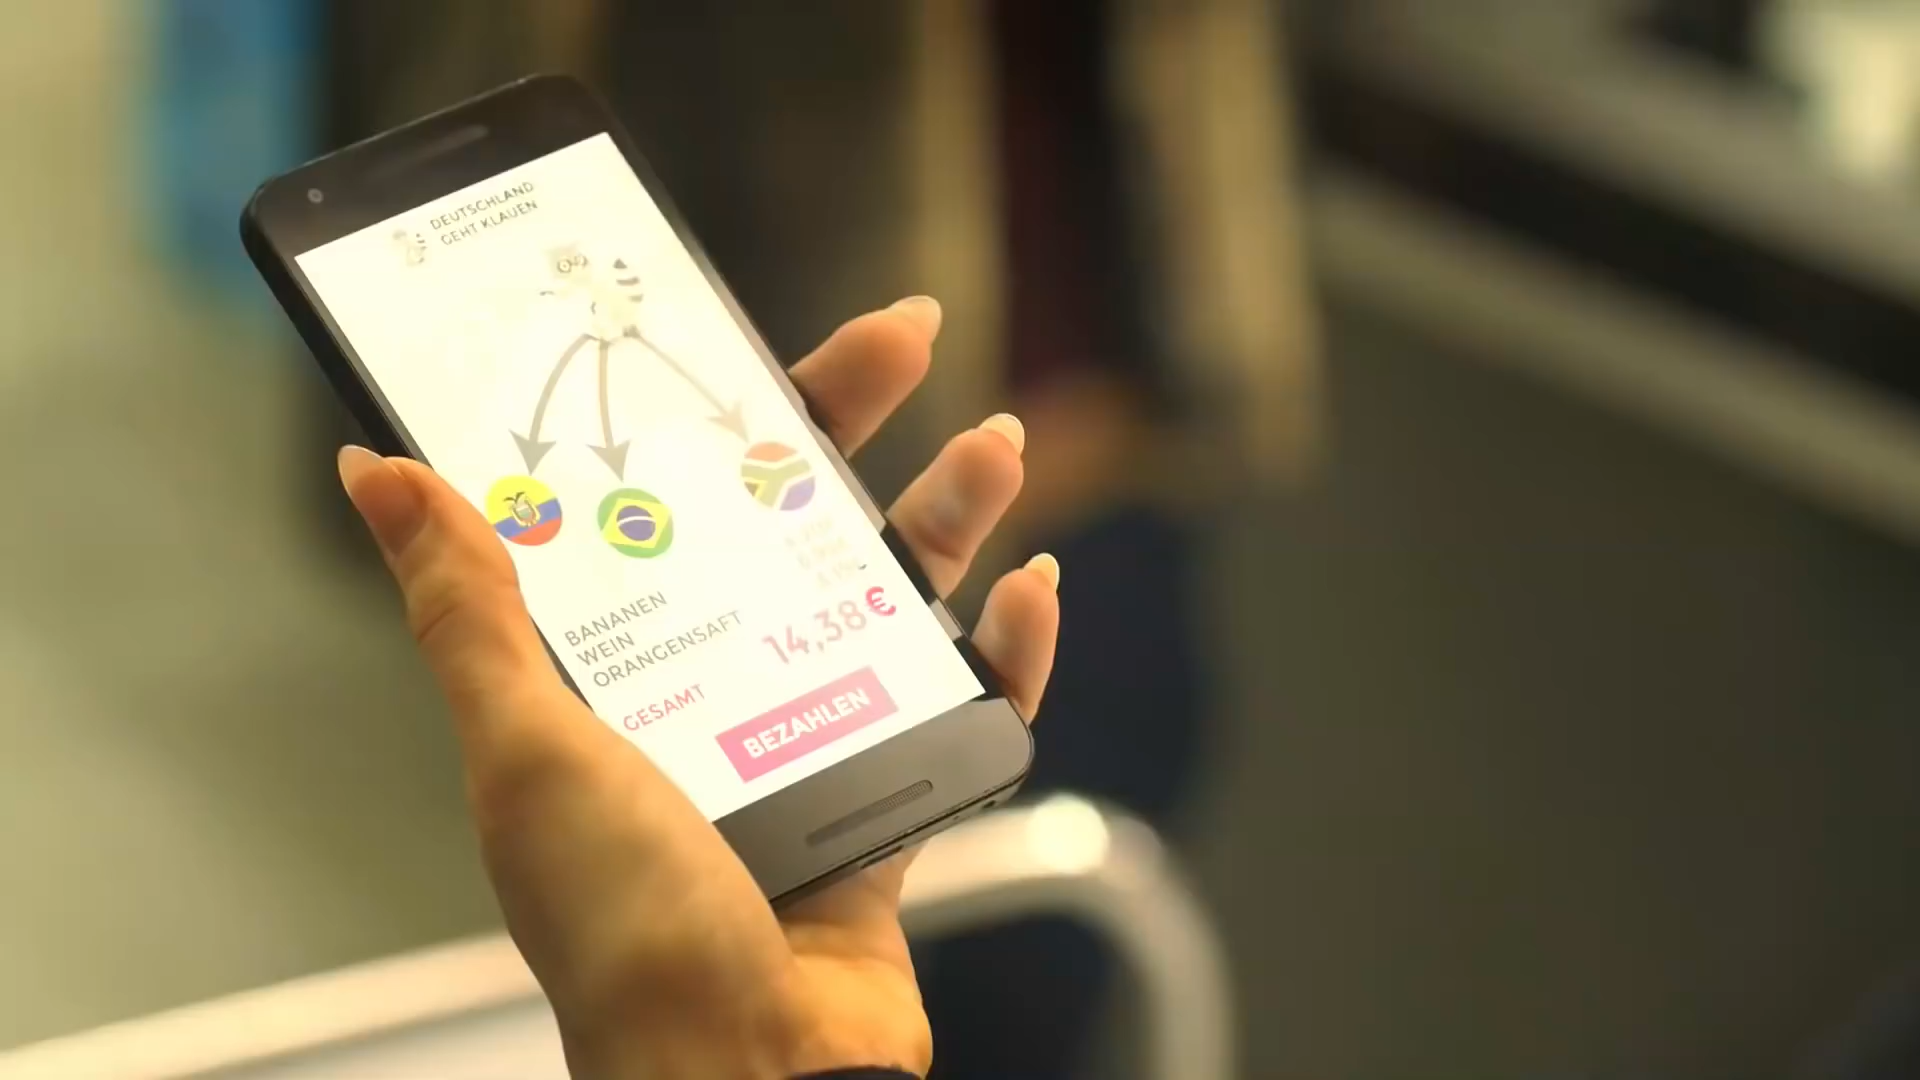 DEUTSCHLAND
GEHT KLAUEN
BANANEN
WEIN
ORANGENSAFT
GESAMT
14,38€
BEZAHLEN